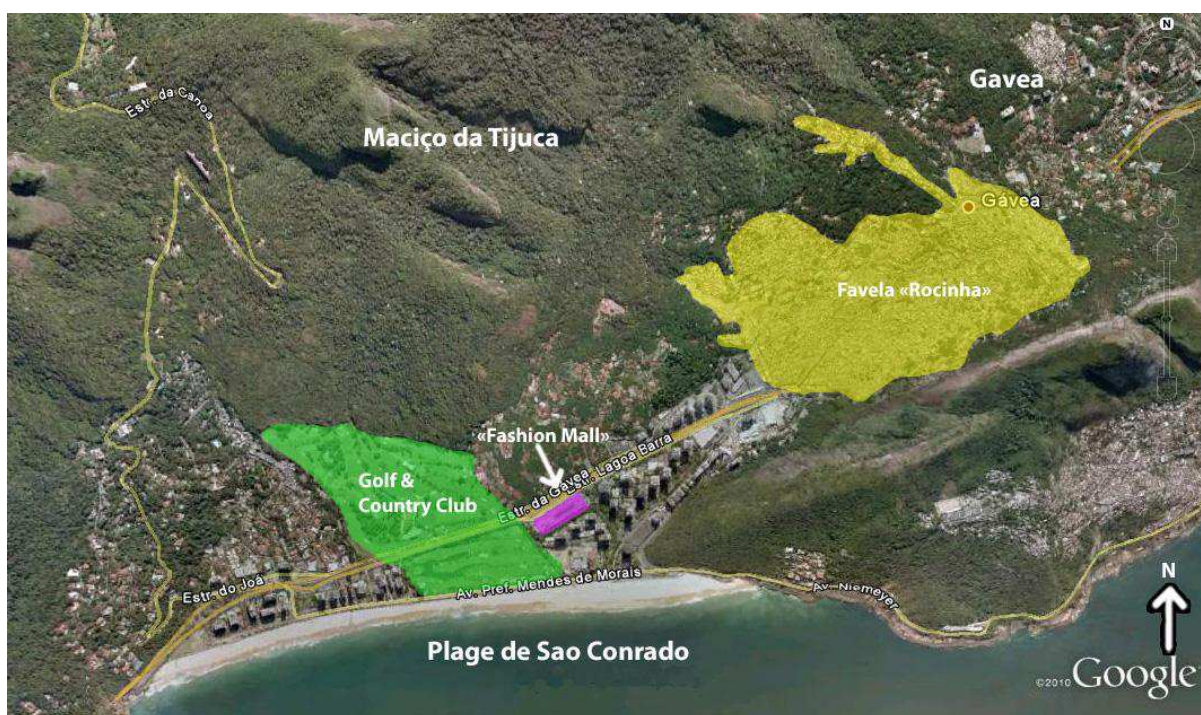 N
Gavea
Estr. da Canoa
Maciço da Tijuca
Gávea
Favela «Rocinha»
«Fashion Mall»
Estr. Lagoa Barra
Golf &
Country Club
Estr. da Gávea
Estr. do Joá
Av. Pref. Mendes de Morais
Av. Niemeyer
N
Plage de Sao Conrado
©2010 Google